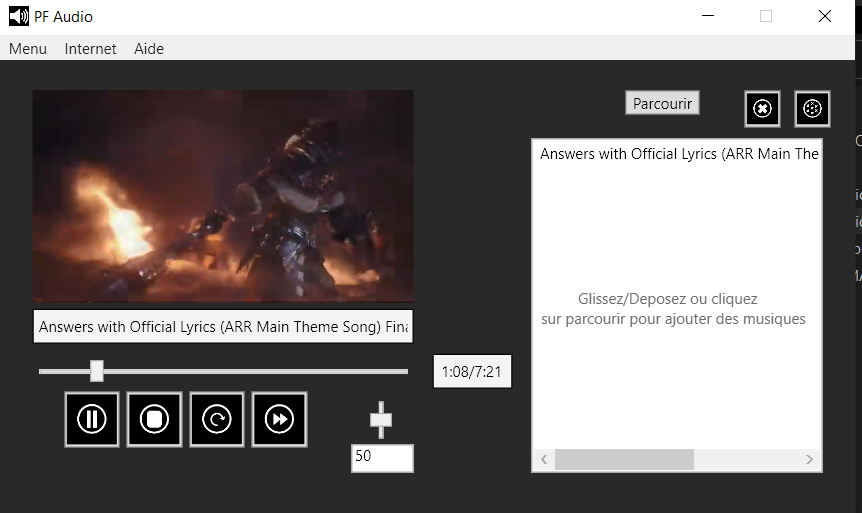 PF Audio
Menu Internet Aide
Parcourir
Answers with Official Lyrics (ARR Main The
Glissez/Deposez ou cliquez
sur parcourir pour ajouter des musiques
Answers with Official Lyrics (ARR Main Theme Song) Fina
1:08/7:21
50